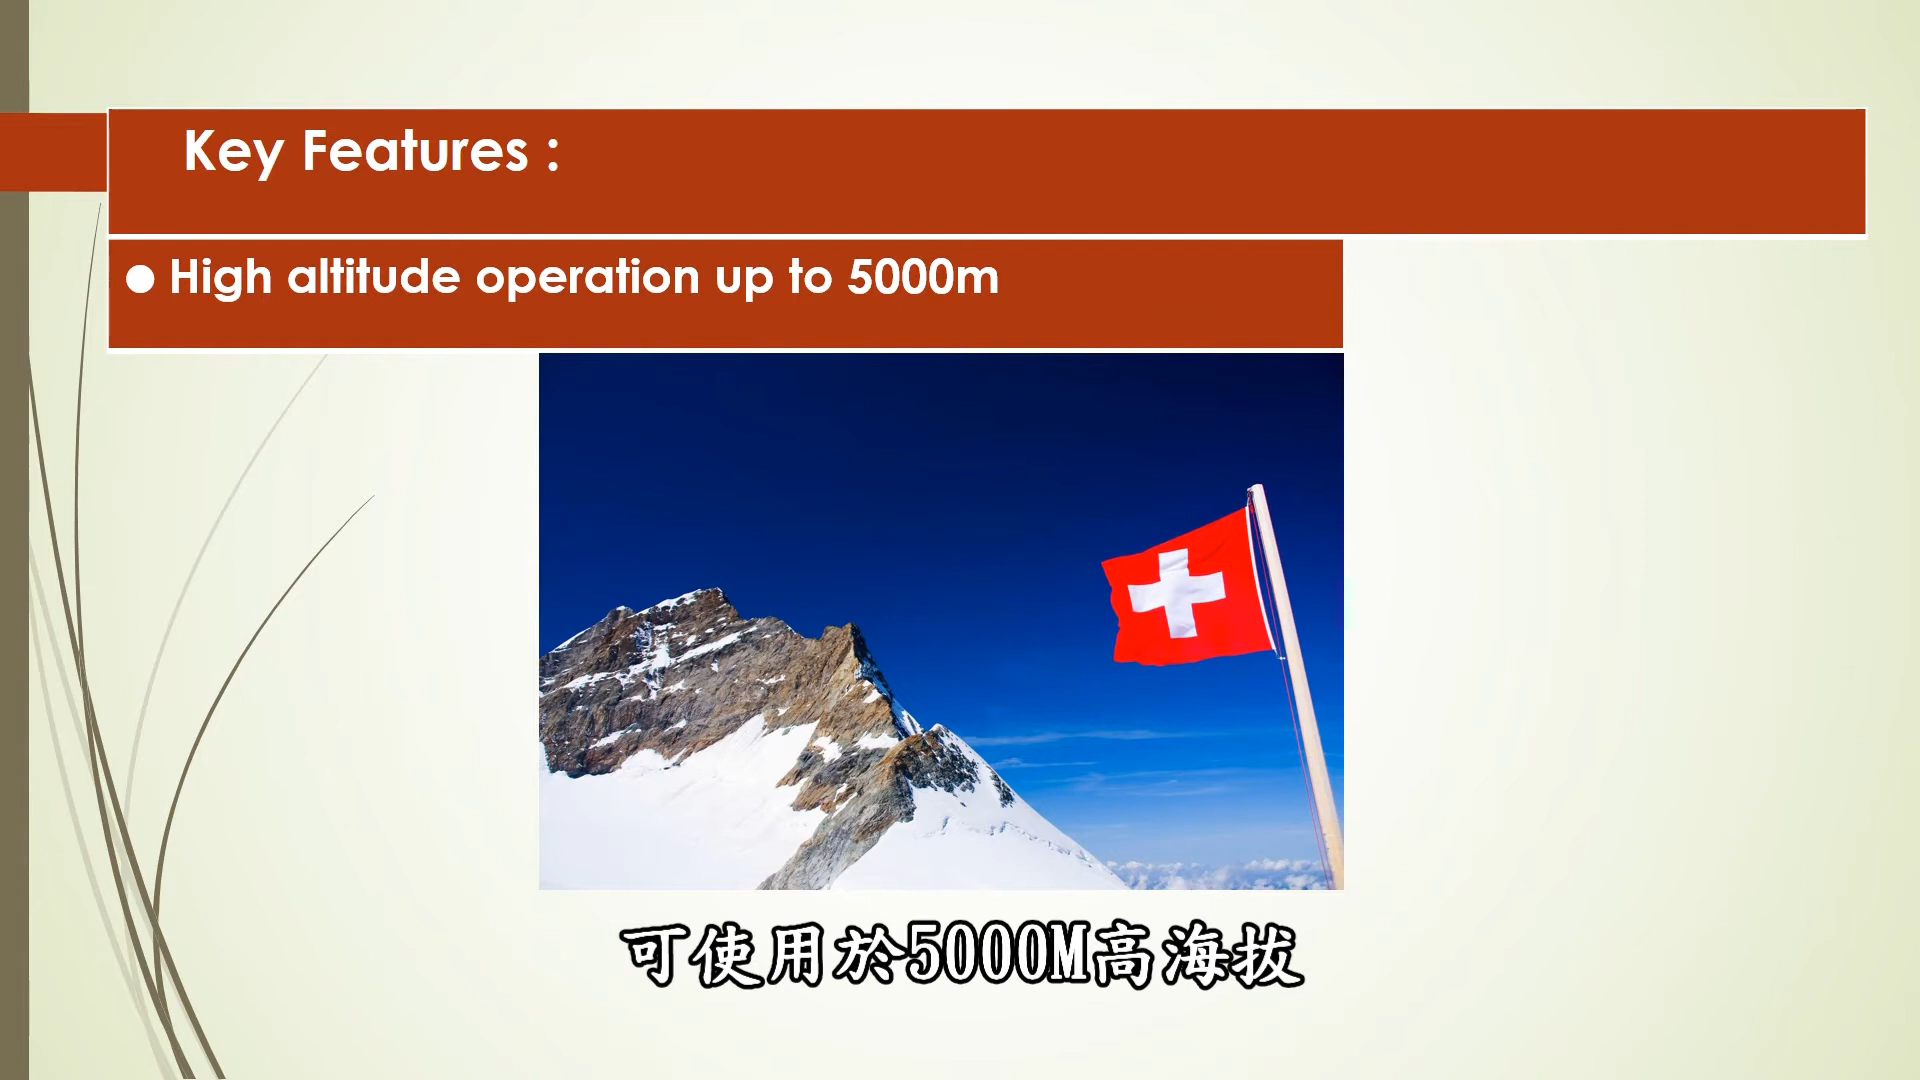 Key Features :
● High altitude operation up to 5000m
可使用於5000M高海拔